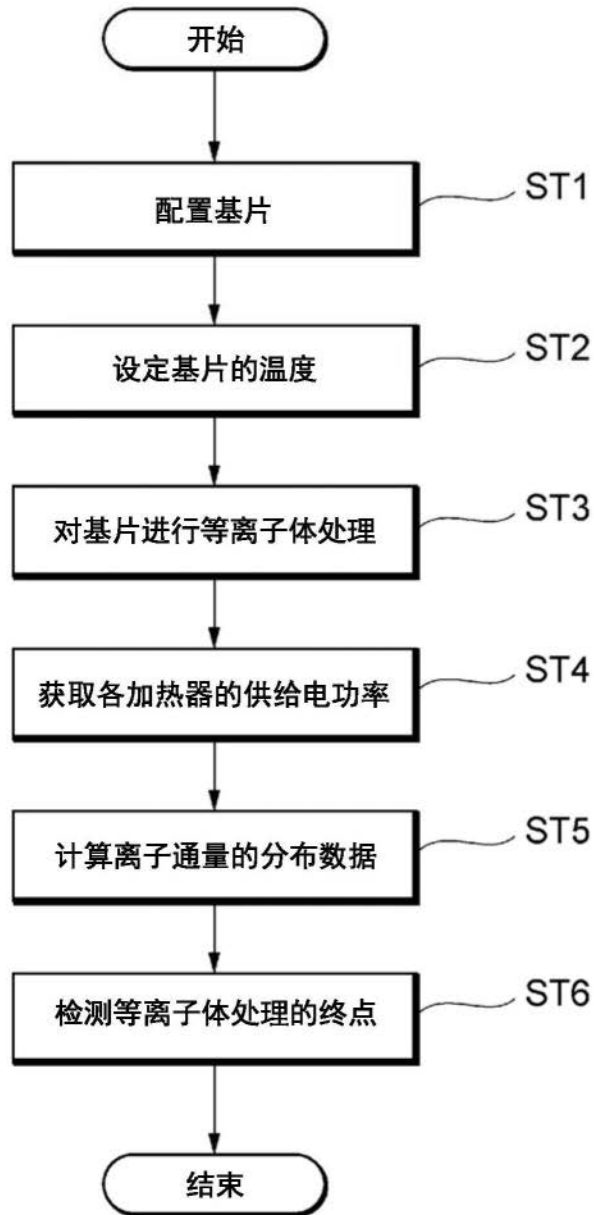 开始
配置基片
ST1
设定基片的温度
ST2
对基片进行等离子体处理
ST3
获取各加热器的供给电功率
ST4
计算离子通量的分布数据
ST5
检测等离子体处理的终点
ST6
结束